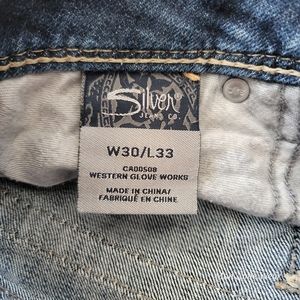 Silver
JEANS CO.
W30/L33
CA00508
WESTERN GLOVE WORKS
MADE IN CHINA/
FABRIQUÉ EN CHINE